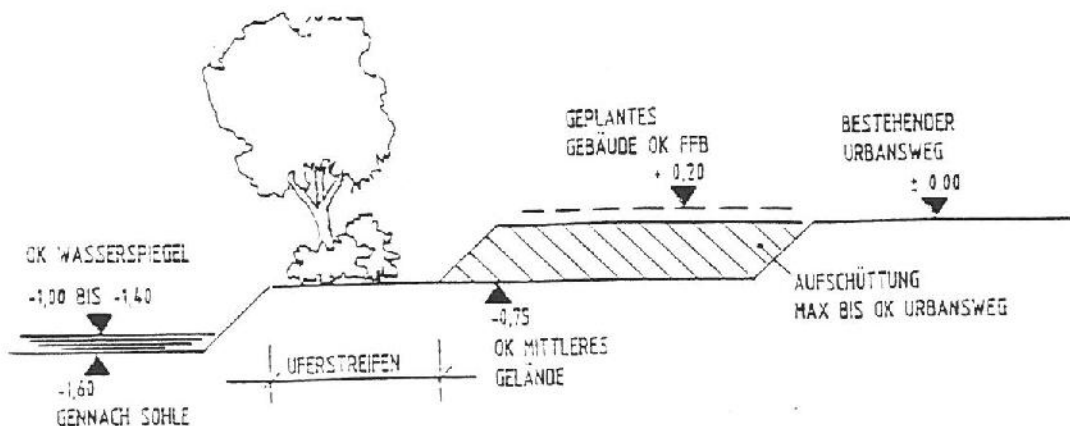 GEPLANTES
GEBÄUDE OK FFB
+ 0,20
BESTEHENDER
URBANSWEG
± 0.00
OK WASSERSPIEGEL
-1,00 BIS -1,40
AUFSCHÜTTUNG
MAX BIS OK URBANSWEG
-0,75
OK MITTLERES
GELÄNDE
UFERSTREIFEN
-1,60
GENNACH SOHLE